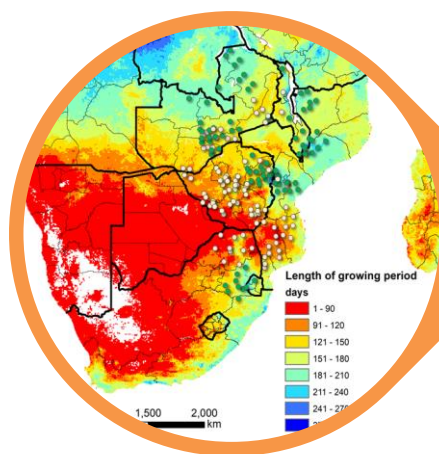 Length of growing period
days
1 - 90
91 - 120
121 - 150
151 - 180
181 - 210
211 - 240
1,500 2,000
km